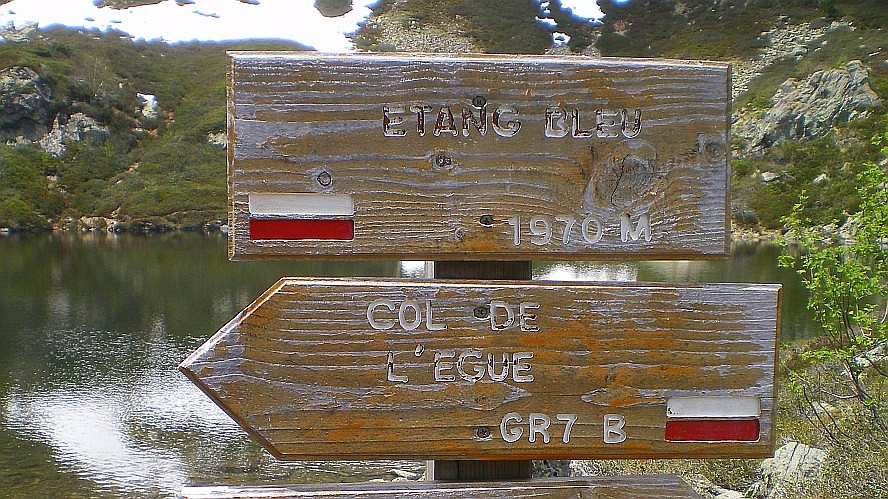 ETANG BLEU
1970 M
COL DE
L'EGUE
GR7 B